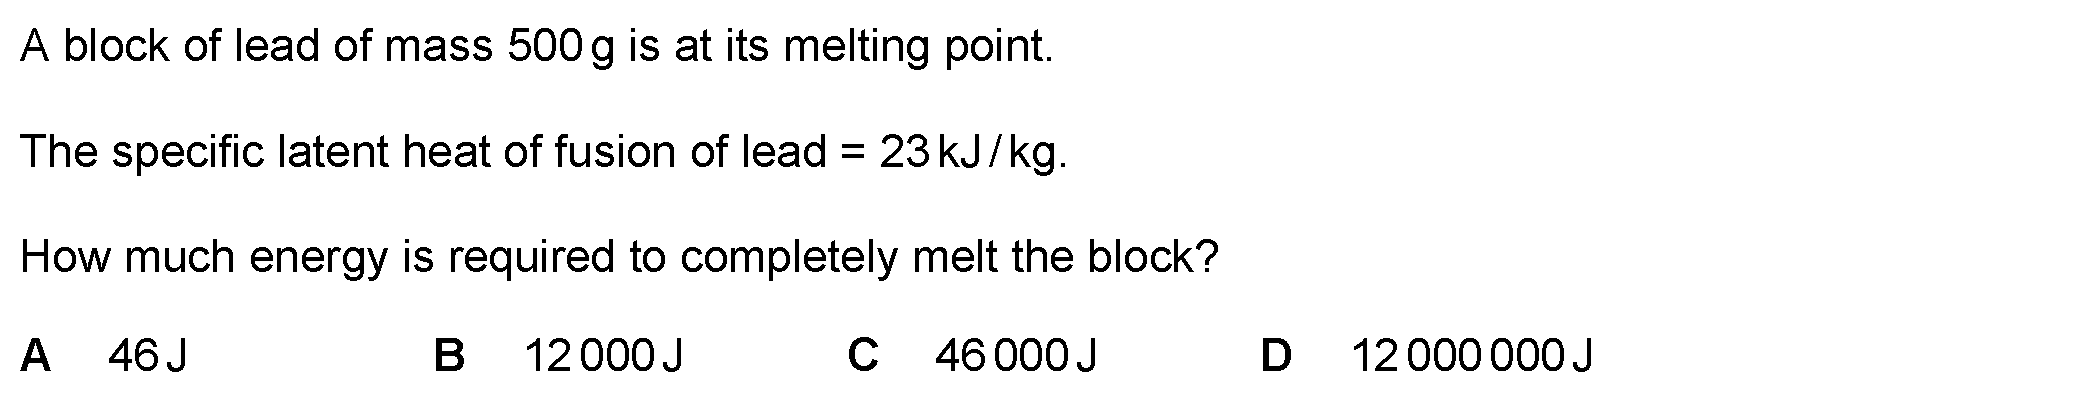 A block of lead of mass 500 g is at its melting point.
The specific latent heat of fusion of lead = 23 kJ / kg.
How much energy is required to completely melt the block?
A 46 J B 12 000 J C 46 000 J D 12 000 000 J